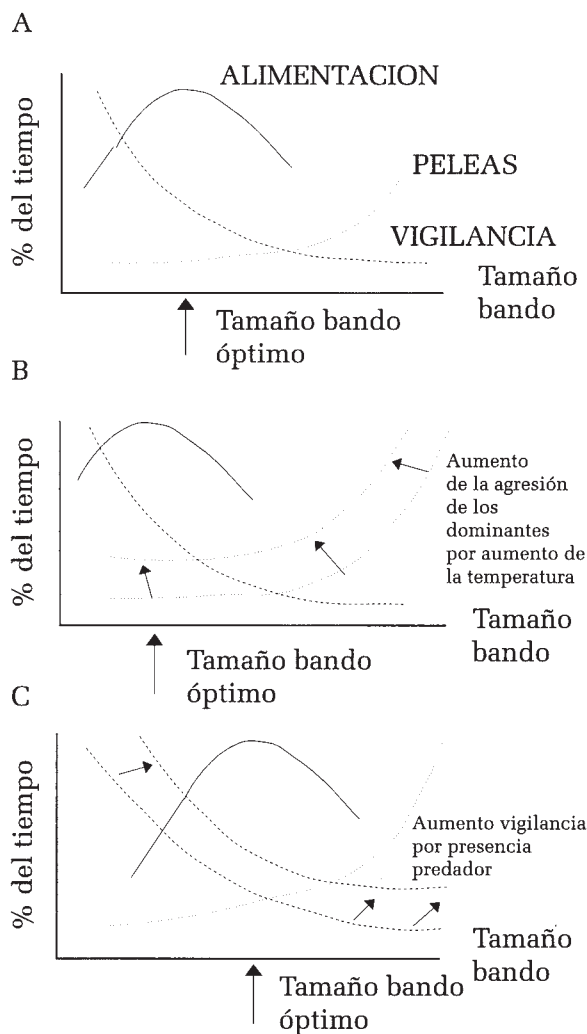 A
ALIMENTACION
PELEAS
VIGILANCIA
% del tiempo
Tamaño
bando
Tamaño bando
óptimo
B
% del tiempo
Aumento
de la agresión
de los
dominantes
por aumento de
la temperatura
Tamaño
bando
Tamaño bando
óptimo
C
% del tiempo
Aumento vigilancia
por presencia
predador
Tamaño
bando
Tamaño bando
óptimo